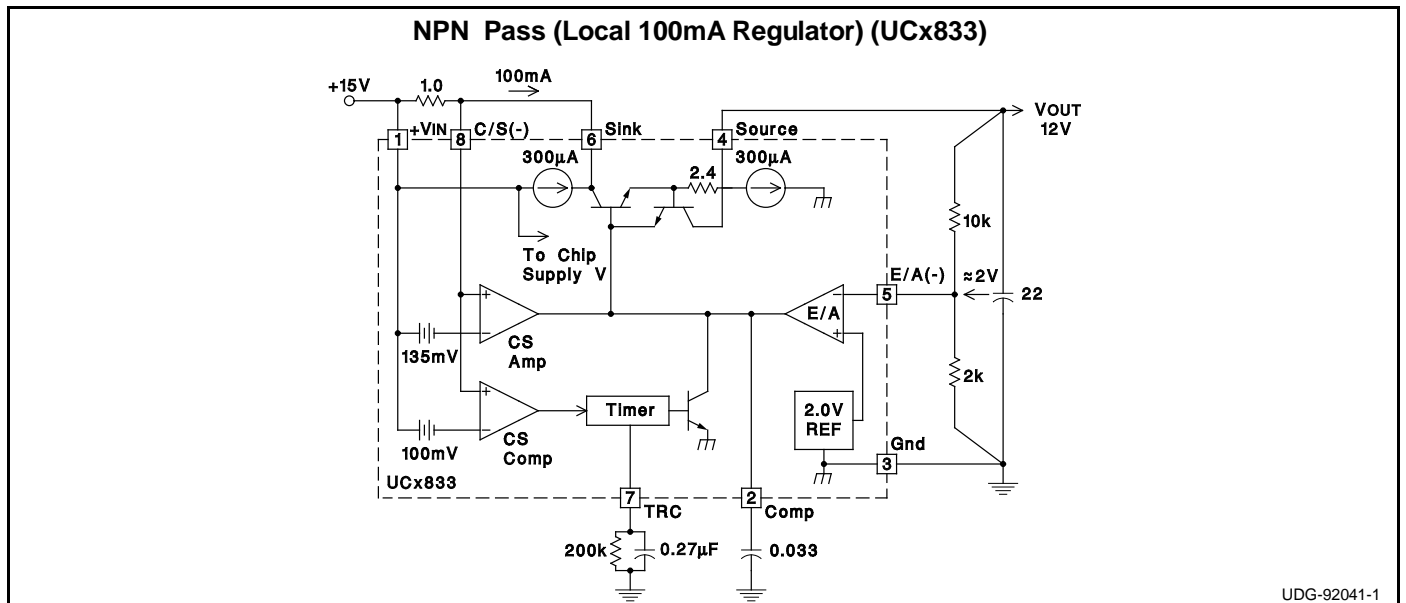 NPN Pass (Local 100mA Regulator) (UCx833)
+15V
1.0
100mA
VOUT
12V
1
+VIN
8
C/S(-)
6
Sink
4
Source
300µA
2.4
300µA
To Chip
Supply V
10k
E/A(-)
5
≈2V
22
+
-
135mV
CS
Amp
-
E/A
+
2k
+
-
100mV
CS
Comp
Timer
2.0V
REF
Gnd
3
UCx833
7
TRC
2
Comp
200k
0.27µF
0.033
UDG-92041-1